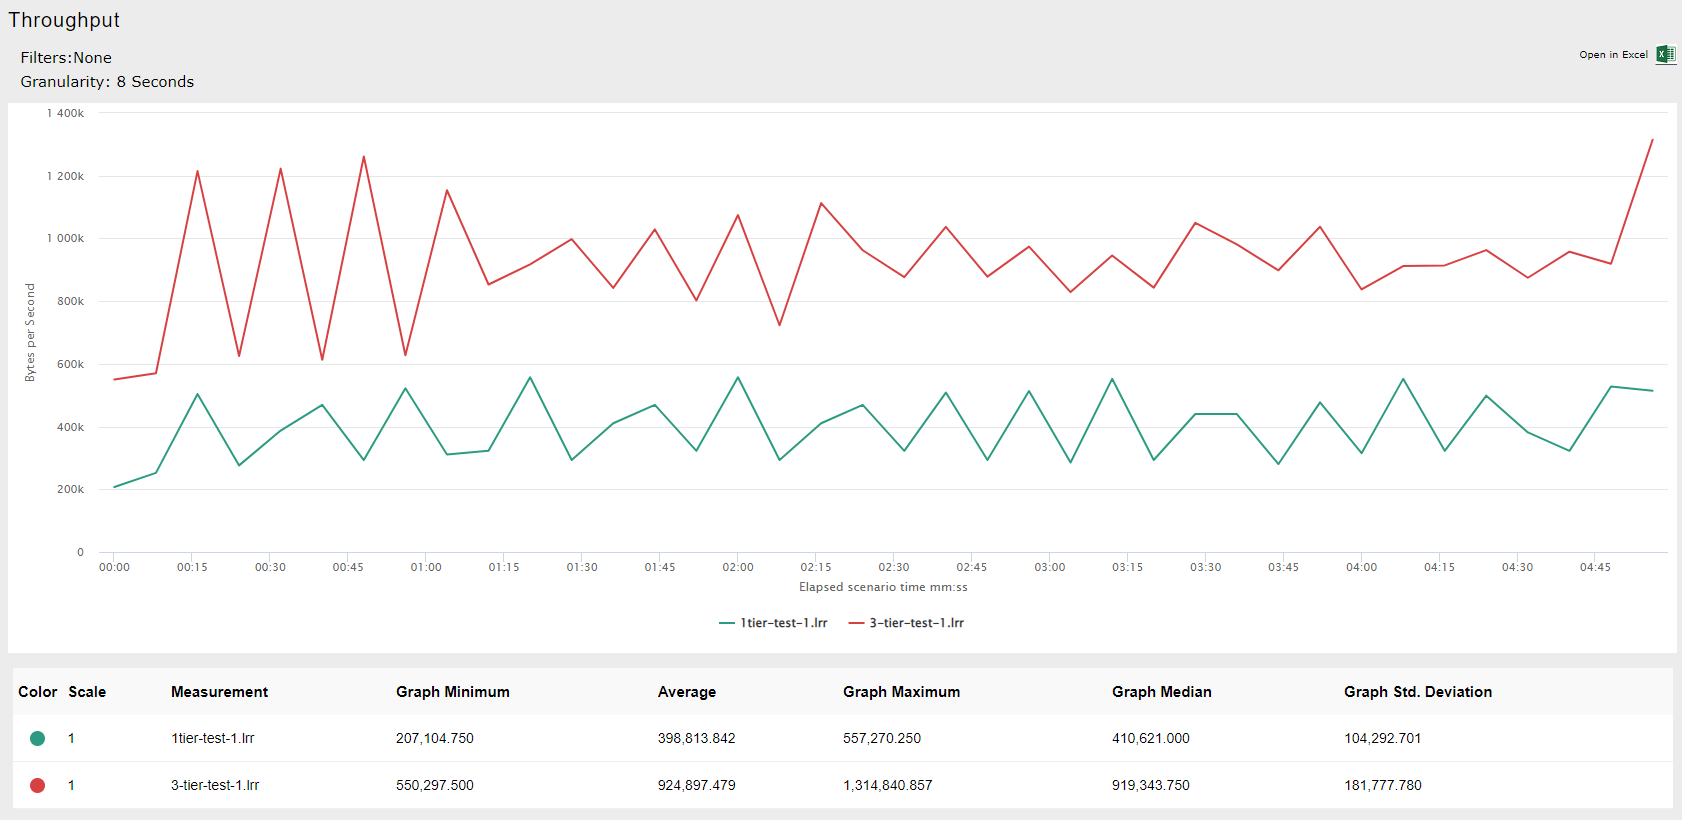 Throughput
Filters:None
Open in Excel
Granularity: 8 Seconds
1 400k
1 200k
1 000k
800k
600k
400k
200k
0
Bytes per Second
00:00 00:15 00:30 00:45 01:00 01:15 01:30 01:45 02:00 02:15 02:30 02:45 03:00 03:15 03:30 03:45 04:00 04:15 04:30 04:45
Elapsed scenario time mm:ss
1tier-test-1.lrr 3-tier-test-1.lrr
Color Scale Measurement Graph Minimum Average Graph Maximum Graph Median Graph Std. Deviation
1 1tier-test-1.lrr 207,104.750 398,813.842 557,270.250 410,621.000 104,292.701
1 3-tier-test-1.lrr 550,297.500 924,897.479 1,314,840.857 919,343.750 181,777.780